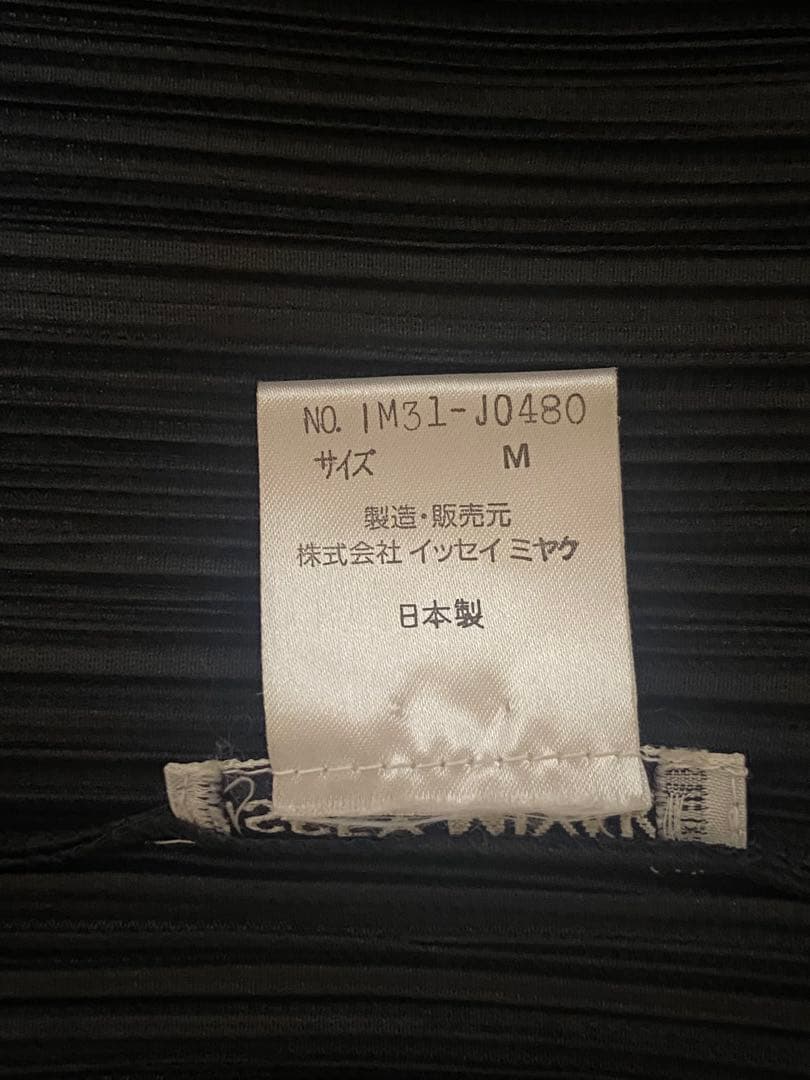 NO. IM31-J0480
サイズ M
製造・販売元
株式会社 イッセイ ミヤケ
日本製